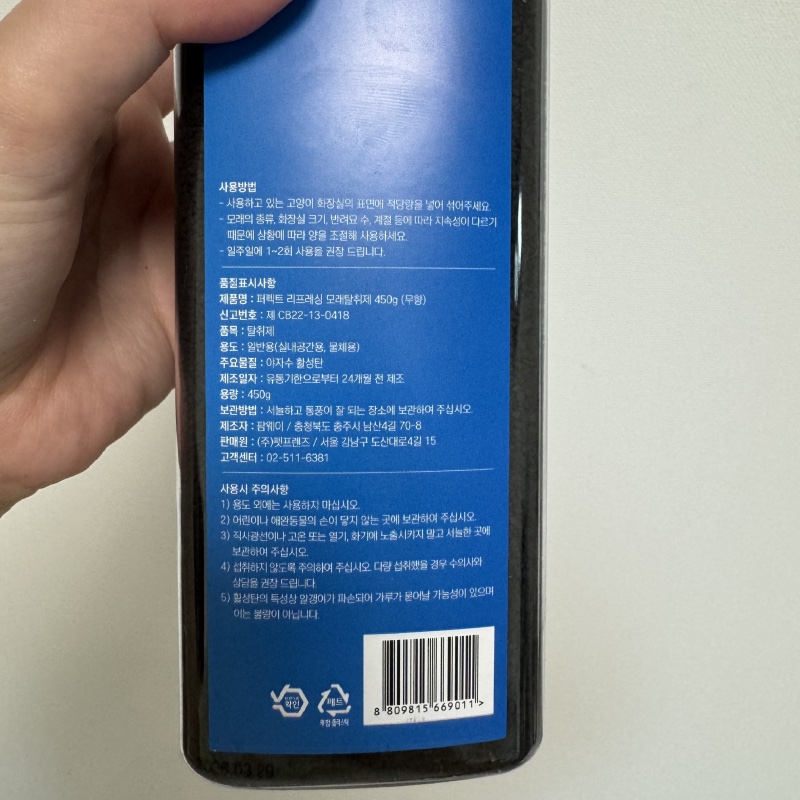 사용방법
- 사용하고 있는 고양이 화장실의 표면에 적당량을 넣어 섞어주세요.
- 모래의 종류, 화장실 크기, 반려묘 수, 계절 등에 따라 지속성이 다르기
때문에 상황에 따라 양을 조절해 사용하세요.
- 일주일에 1~2회 사용을 권장 드립니다.
품질표시사항
제품명 : 퍼펙트 리프레싱 모래탈취제 450g (무향)
신고번호 : 제 CB22-13-0418
품목 : 탈취제
용도 : 일반용(실내공간용, 물체용)
주요물질 : 야자수 활성탄
제조일자 : 유통기한으로부터 24개월 전 제조
용량 : 450g
보관방법 : 서늘하고 통풍이 잘 되는 장소에 보관하여 주십시오.
제조자 : 팜웨이 / 충청북도 충주시 남산4길 70-8
판매원 : (주)펫프렌즈 / 서울 강남구 도산대로4길 15
고객센터 : 02-511-6381
사용시 주의사항
1) 용도 외에는 사용하지 마십시오.
2) 어린이나 애완동물의 손이 닿지 않는 곳에 보관하여 주십시오.
3) 직사광선이나 고온 또는 열기, 화기에 노출시키지 말고 서늘한 곳에
보관하여 주십시오.
4) 섭취하지 않도록 주의하여 주십시오. 다량 섭취했을 경우 수의사와
상담을 권장 드립니다.
5) 활성탄의 특성상 알갱이가 파손되어 가루가 묻어날 가능성이 있으며
이는 불량이 아닙니다.
확인
페트
8 809815 669011 >